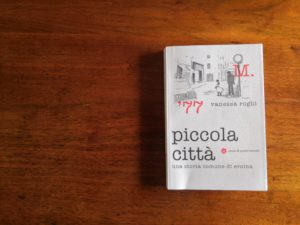 M.
'77
vanessa roghi
piccola
città
una storia comune di eroina